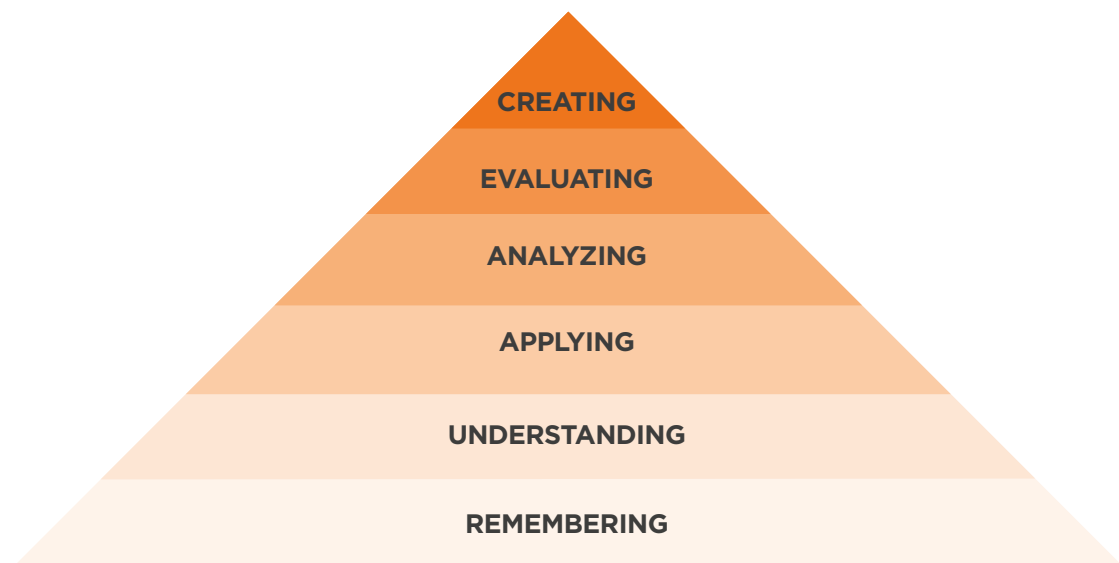 CREATING
EVALUATING
ANALYZING
APPLYING
UNDERSTANDING
REMEMBERING